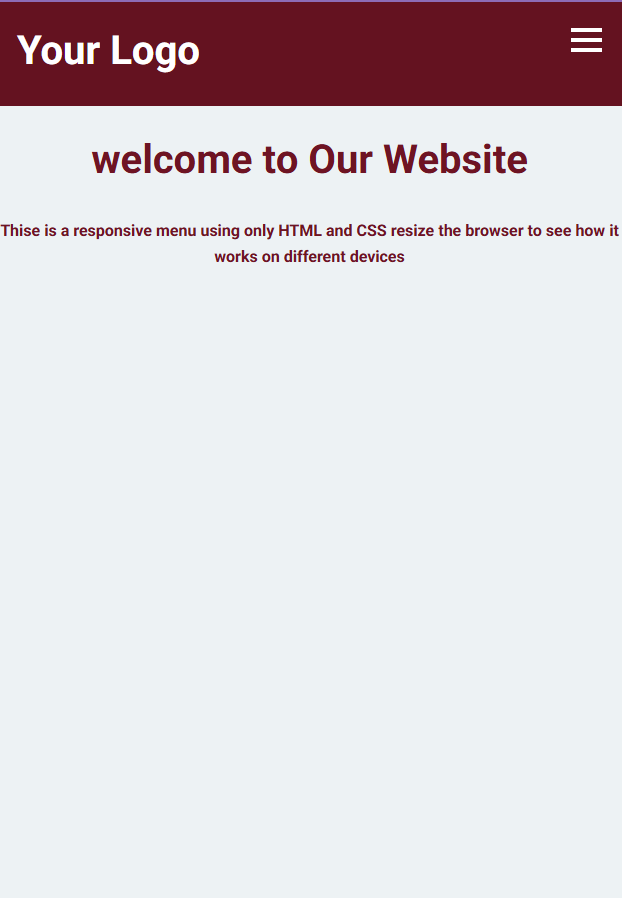 Your Logo
welcome to Our Website
Thise is a responsive menu using only HTML and CSS resize the browser to see how it
works on different devices